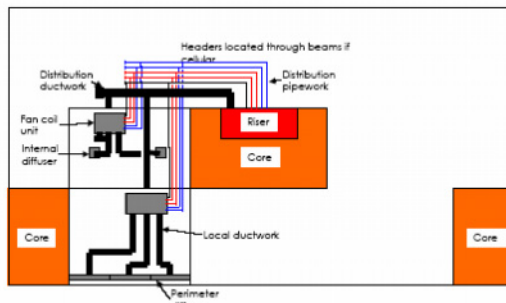 Headers located through beams if
cellular
Distribution
ductwork
Distribution
pipework
Fan coil
unit
Riser
Internal
diffuser
Core
Core
Local ductwork
Core
Perimeter